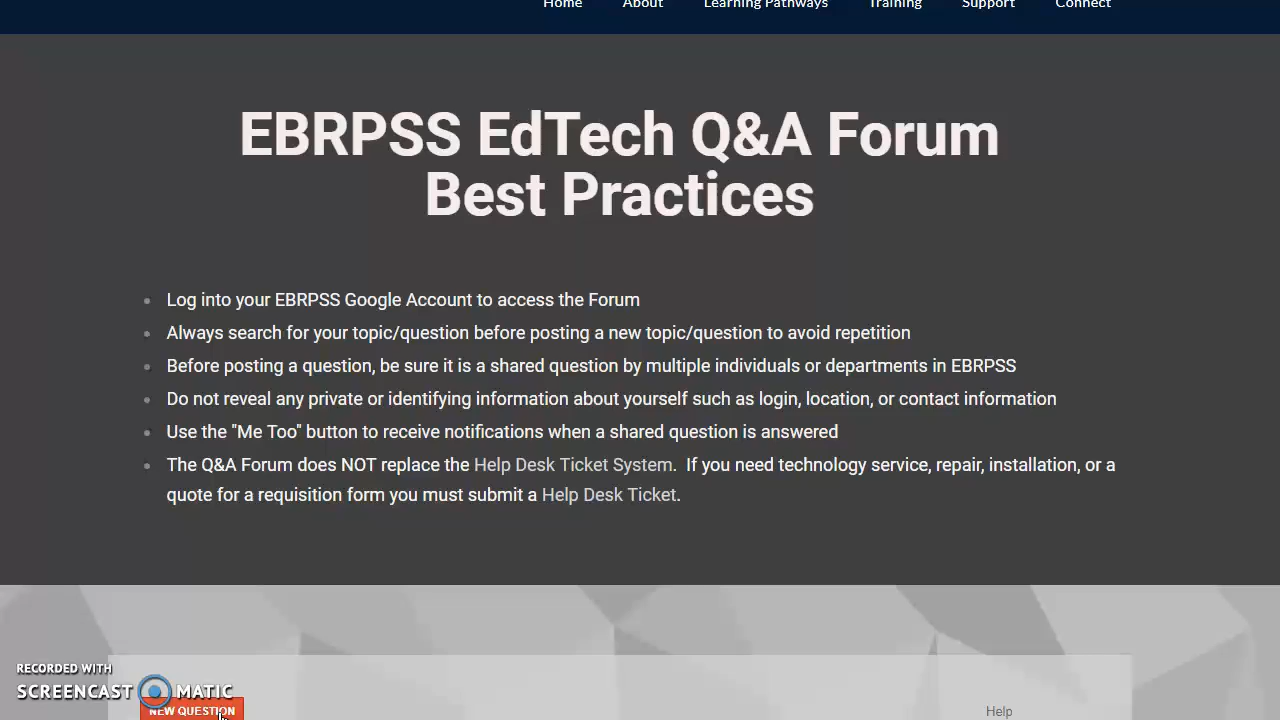 Home About Learning Pathways Training Support Connect
EBRPSS EdTech Q&A Forum
Best Practices
Log into your EBRPSS Google Account to access the Forum
Always search for your topic/question before posting a new topic/question to avoid repetition
Before posting a question, be sure it is a shared question by multiple individuals or departments in EBRPSS
Do not reveal any private or identifying information about yourself such as login, location, or contact information
Use the "Me Too" button to receive notifications when a shared question is answered
The Q&A Forum does NOT replace the Help Desk Ticket System. If you need technology service, repair, installation, or a
quote for a requisition form you must submit a Help Desk Ticket.
RECORDED WITH
SCREENCAST MATIC
NEW QUESTION Help